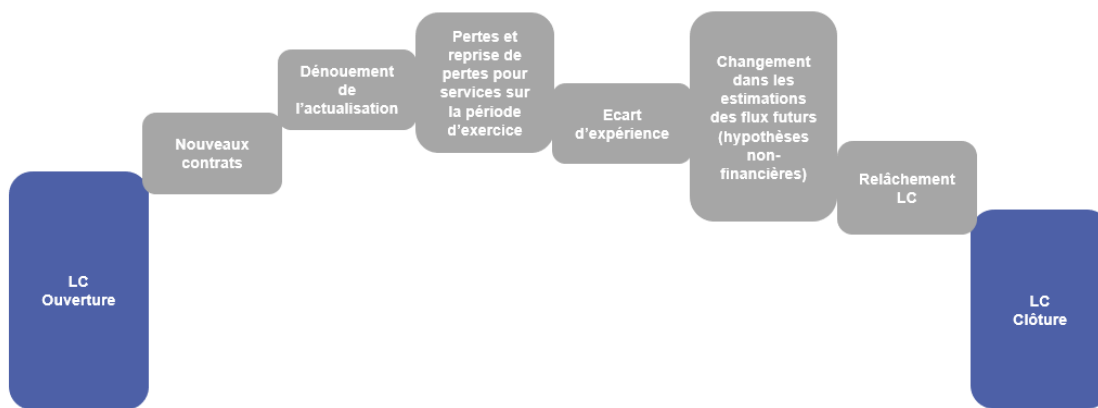 LC
Ouverture
Nouveaux
contrats
Dénouement
de
l'actualisation
Pertes et
reprise de
pertes pour
services sur
la période
d'exercice
Ecart
d'expérience
Changement
dans les
estimations
des flux futurs
(hypothèses
non-
financières)
Relâchement
LC
LC
Clôture